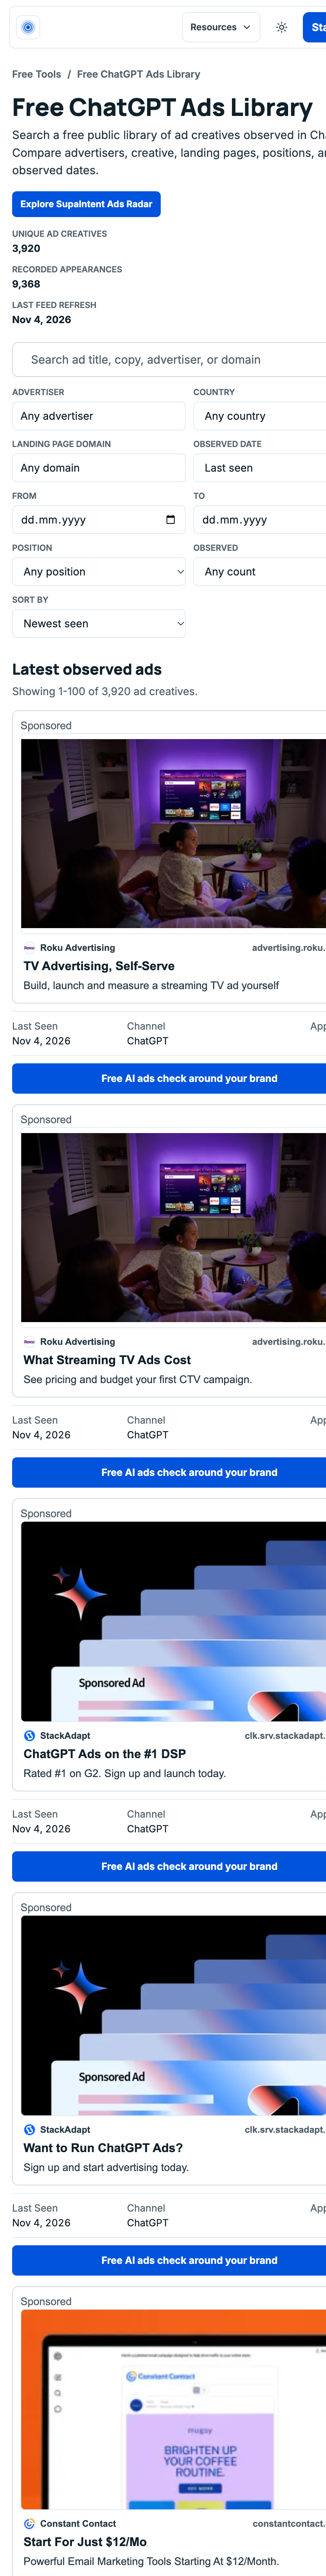 Resources
Sta
Free Tools / Free ChatGPT Ads Library
Free ChatGPT Ads Library
Search a free public library of ad creatives observed in Ch
Compare advertisers, creative, landing pages, positions, a
observed dates.
Explore SupaIntent Ads Radar
UNIQUE AD CREATIVES
3,920
RECORDED APPEARANCES
9,368
LAST FEED REFRESH
Nov 4, 2026
Search ad title, copy, advertiser, or domain
ADVERTISER COUNTRY
Any advertiser Any country
LANDING PAGE DOMAIN OBSERVED DATE
Any domain Last seen
FROM TO
dd.mm.yyyy dd.mm.yyyy
POSITION OBSERVED
Any position Any count
SORT BY
Newest seen
Latest observed ads
Showing 1-100 of 3,920 ad creatives.
Sponsored
Roku Advertising advertising.roku.
TV Advertising, Self-Serve
Build, launch and measure a streaming TV ad yourself
Last Seen Channel App
Nov 4, 2026 ChatGPT
Free AI ads check around your brand
Sponsored
Roku Advertising advertising.roku.
What Streaming TV Ads Cost
See pricing and budget your first CTV campaign.
Last Seen Channel App
Nov 4, 2026 ChatGPT
Free AI ads check around your brand
Sponsored
Sponsored Ad
StackAdapt clk.srv.stackadapt.
ChatGPT Ads on the #1 DSP
Rated #1 on G2. Sign up and launch today.
Last Seen Channel App
Nov 4, 2026 ChatGPT
Free AI ads check around your brand
Sponsored
Sponsored Ad
StackAdapt clk.srv.stackadapt.
Want to Run ChatGPT Ads?
Sign up and start advertising today.
Last Seen Channel App
Nov 4, 2026 ChatGPT
Free AI ads check around your brand
Sponsored
Constant Contact
mugsy
BRIGHTEN UP
YOUR COFFEE
ROUTINE.
Constant Contact constantcontact.
Start For Just $12/Mo
Powerful Email Marketing Tools Starting At $12/Month.